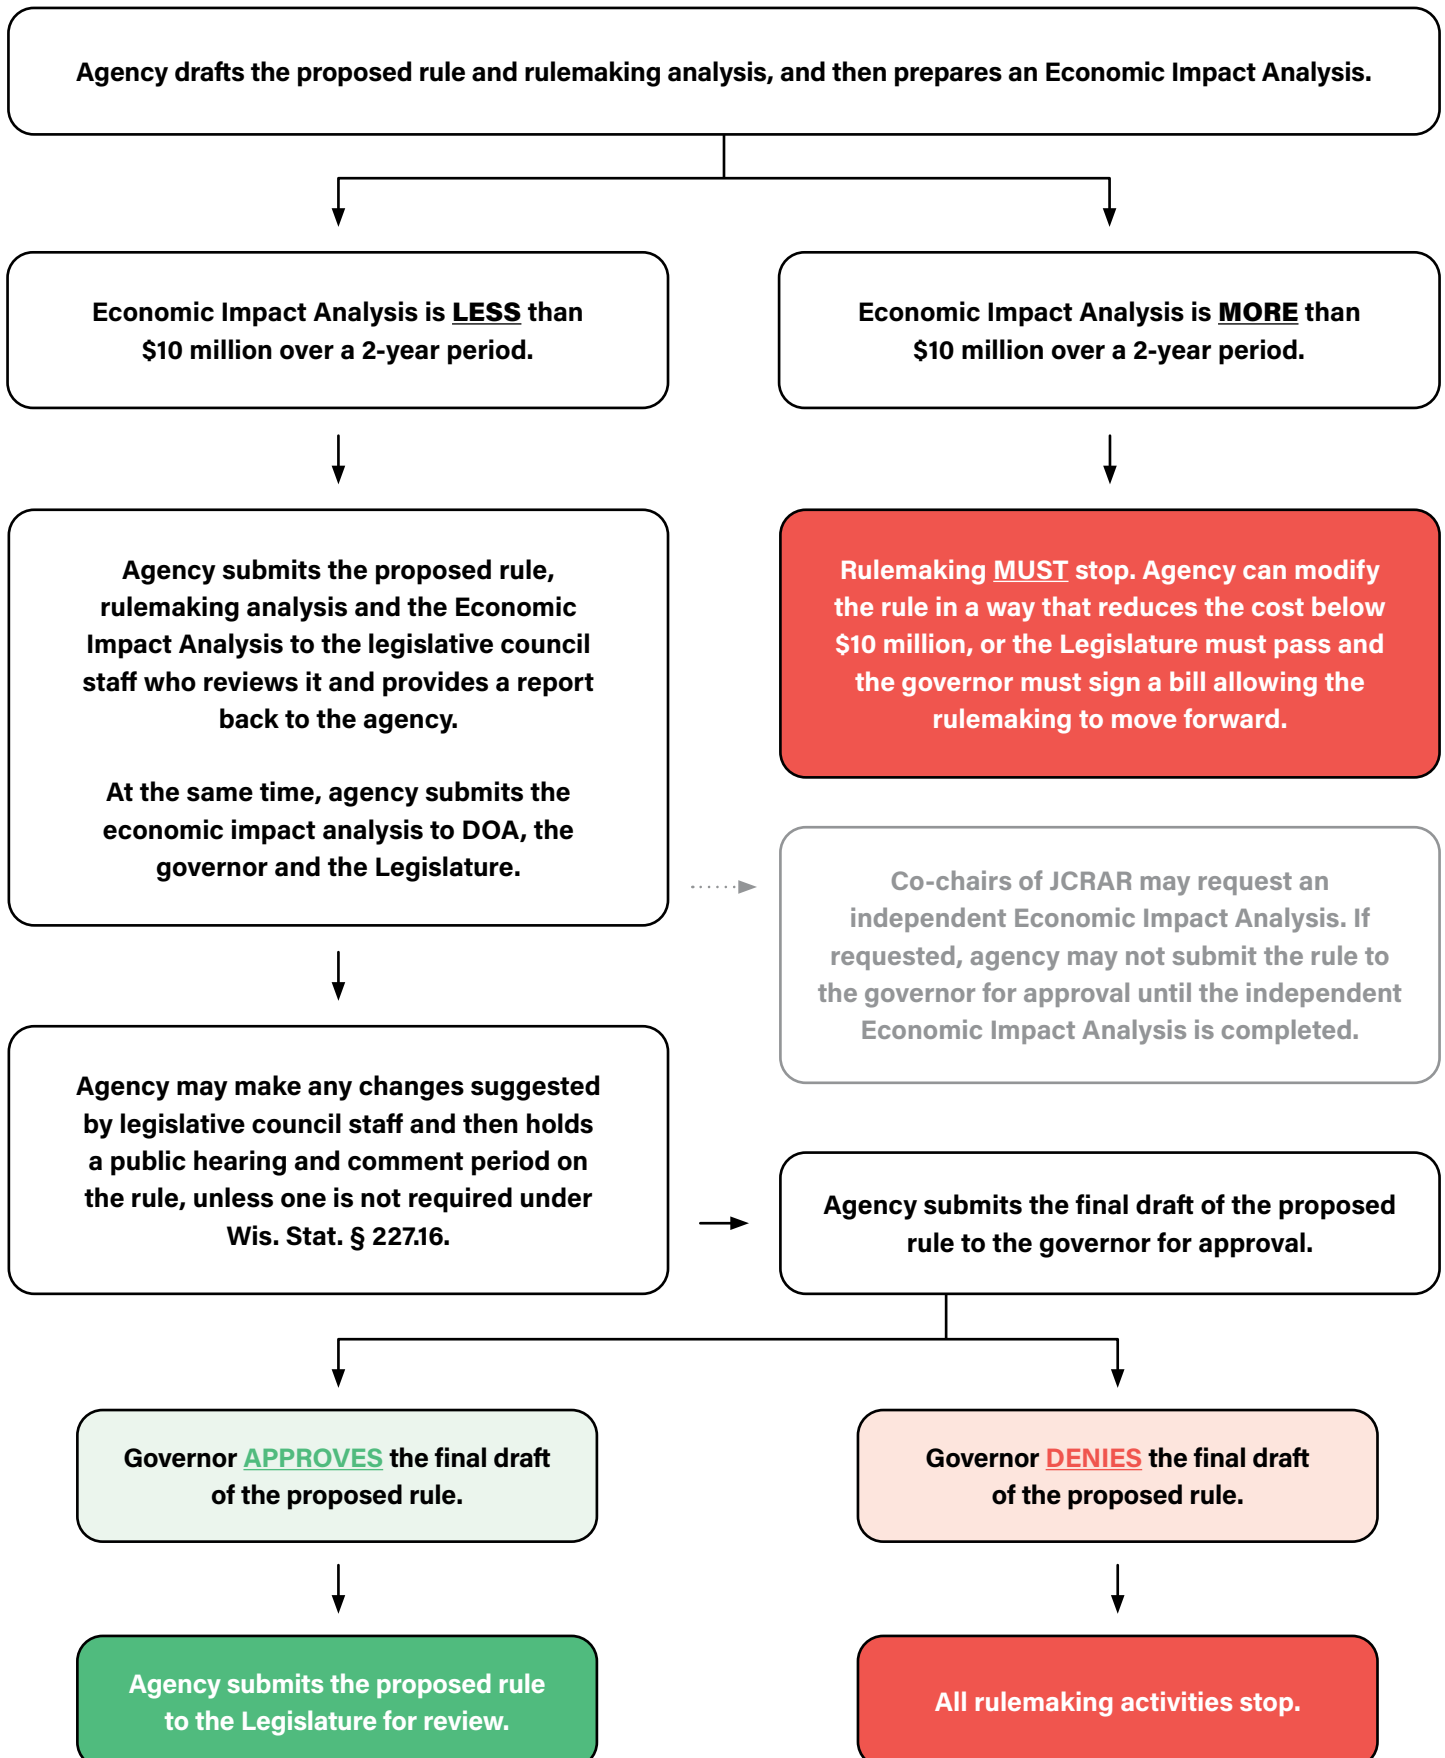 Agency drafts the proposed rule and rulemaking analysis, and then prepares an Economic Impact Analysis.
Economic Impact Analysis is LESS than
$10 million over a 2-year period.
Economic Impact Analysis is MORE than
$10 million over a 2-year period.
Agency submits the proposed rule,
rulemaking analysis and the Economic
Impact Analysis to the legislative council
staff who reviews it and provides a report
back to the agency.
At the same time, agency submits the
economic impact analysis to DOA, the
governor and the Legislature.
Rulemaking MUST stop. Agency can modify
the rule in a way that reduces the cost below
$10 million, or the Legislature must pass and
the governor must sign a bill allowing the
rulemaking to move forward.
Co-chairs of JCRAR may request an
independent Economic Impact Analysis. If
requested, agency may not submit the rule to
the governor for approval until the independent
Economic Impact Analysis is completed.
Agency may make any changes suggested
by legislative council staff and then holds
a public hearing and comment period on
the rule, unless one is not required under
Wis. Stat. § 227.16.
Agency submits the final draft of the proposed
rule to the governor for approval.
Governor APPROVES the final draft
of the proposed rule.
Governor DENIES the final draft
of the proposed rule.
Agency submits the proposed rule
to the Legislature for review.
All rulemaking activities stop.